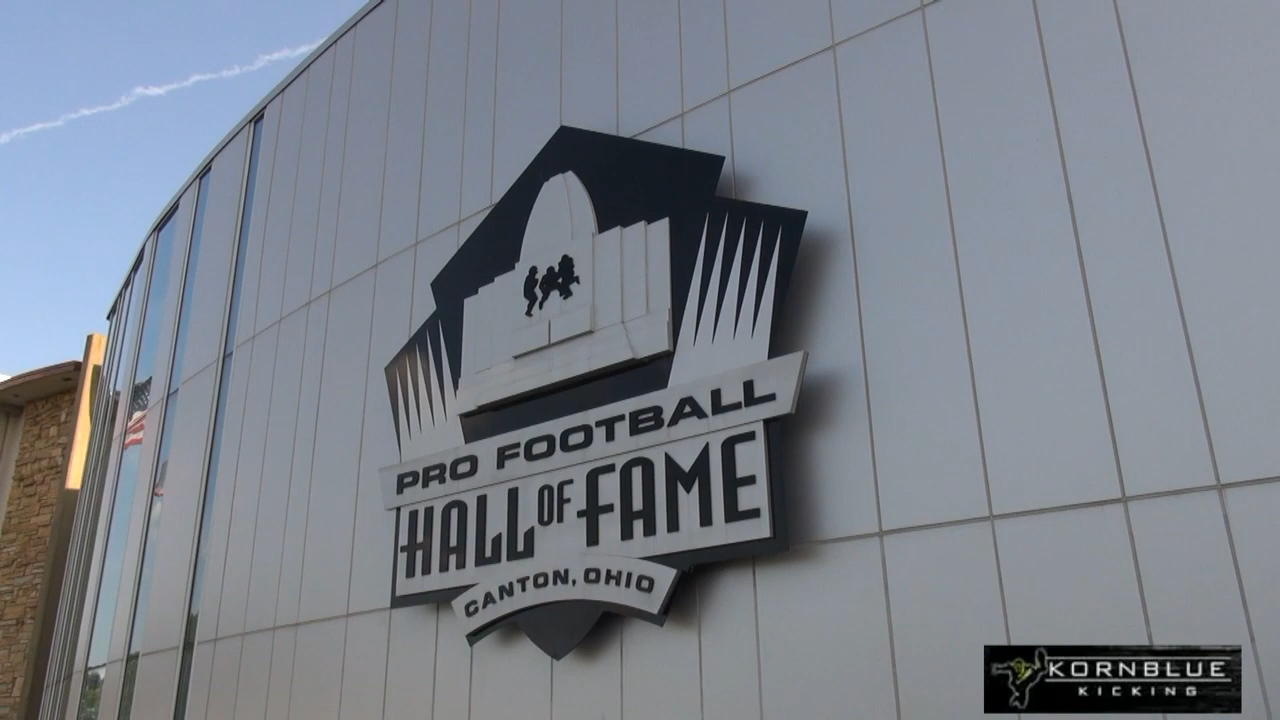 PRO FOOTBALL
HALL OF FAME
CANTON, OHIO
KORNBLUE
KICKING